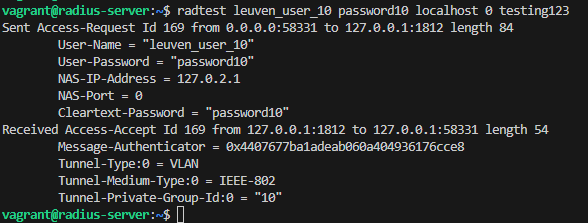 vagrant@radius-server:~$ radtest leuven_user_10 password10 localhost 0 testing123
Sent Access-Request Id 169 from 0.0.0.0:58331 to 127.0.0.1:1812 length 84
User-Name = "leuven_user_10"
User-Password = "password10"
NAS-IP-Address = 127.0.2.1
NAS-Port = 0
Cleartext-Password = "password10"
Received Access-Accept Id 169 from 127.0.0.1:1812 to 127.0.0.1:58331 length 54
Message-Authenticator = 0x4407677ba1adeab060a404936176cce8
Tunnel-Type:0 = VLAN
Tunnel-Medium-Type:0 = IEEE-802
Tunnel-Private-Group-Id:0 = "10"
vagrant@radius-server:~$